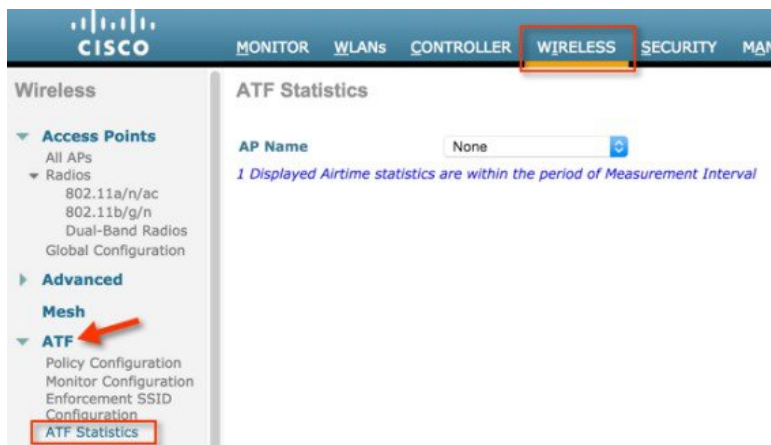 CISCO
MONITOR WLANs CONTROLLER WIRELESS SECURITY MAN
Wireless
ATF Statistics
Access Points
All APs
Radios
802.11a/n/ac
802.11b/g/n
Dual-Band Radios
Global Configuration
Advanced
Mesh
ATF
Policy Configuration
Monitor Configuration
Enforcement SSID
Configuration
ATF Statistics
AP Name None
1 Displayed Airtime statistics are within the period of Measurement Interval